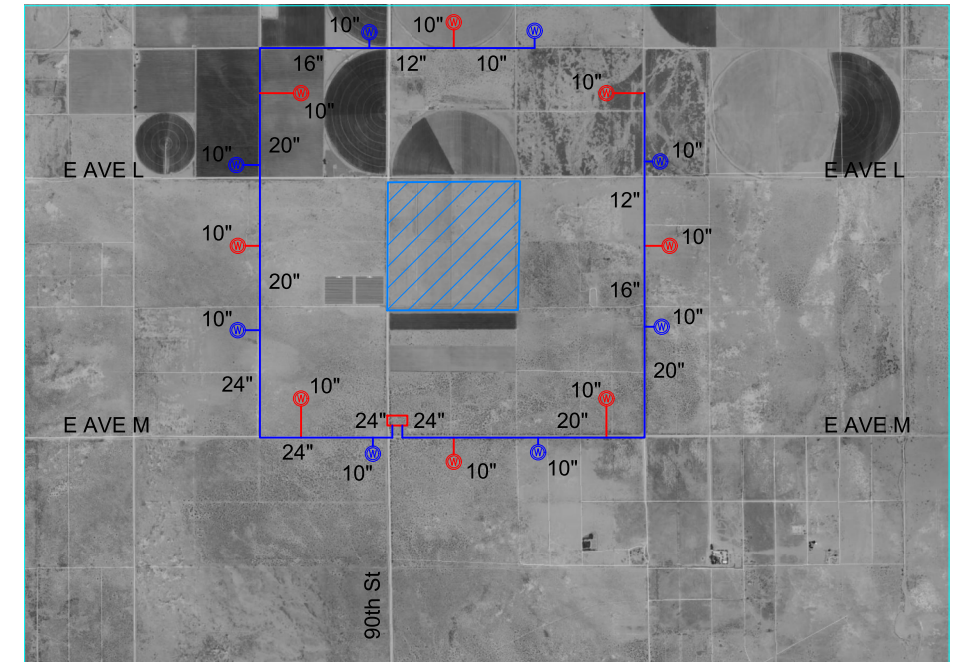 10" W 10" W W
16" 12" 10"
W 10" 10" W
20"
10" W W 10"
E AVE L E AVE L
12"
10" W W 10"
20" 16"
10" W W 10"
24" 20"
W 10" 10" W
E AVE M 24" 24" 20" E AVE M
24" W 10" W 10" W 10"
90th St